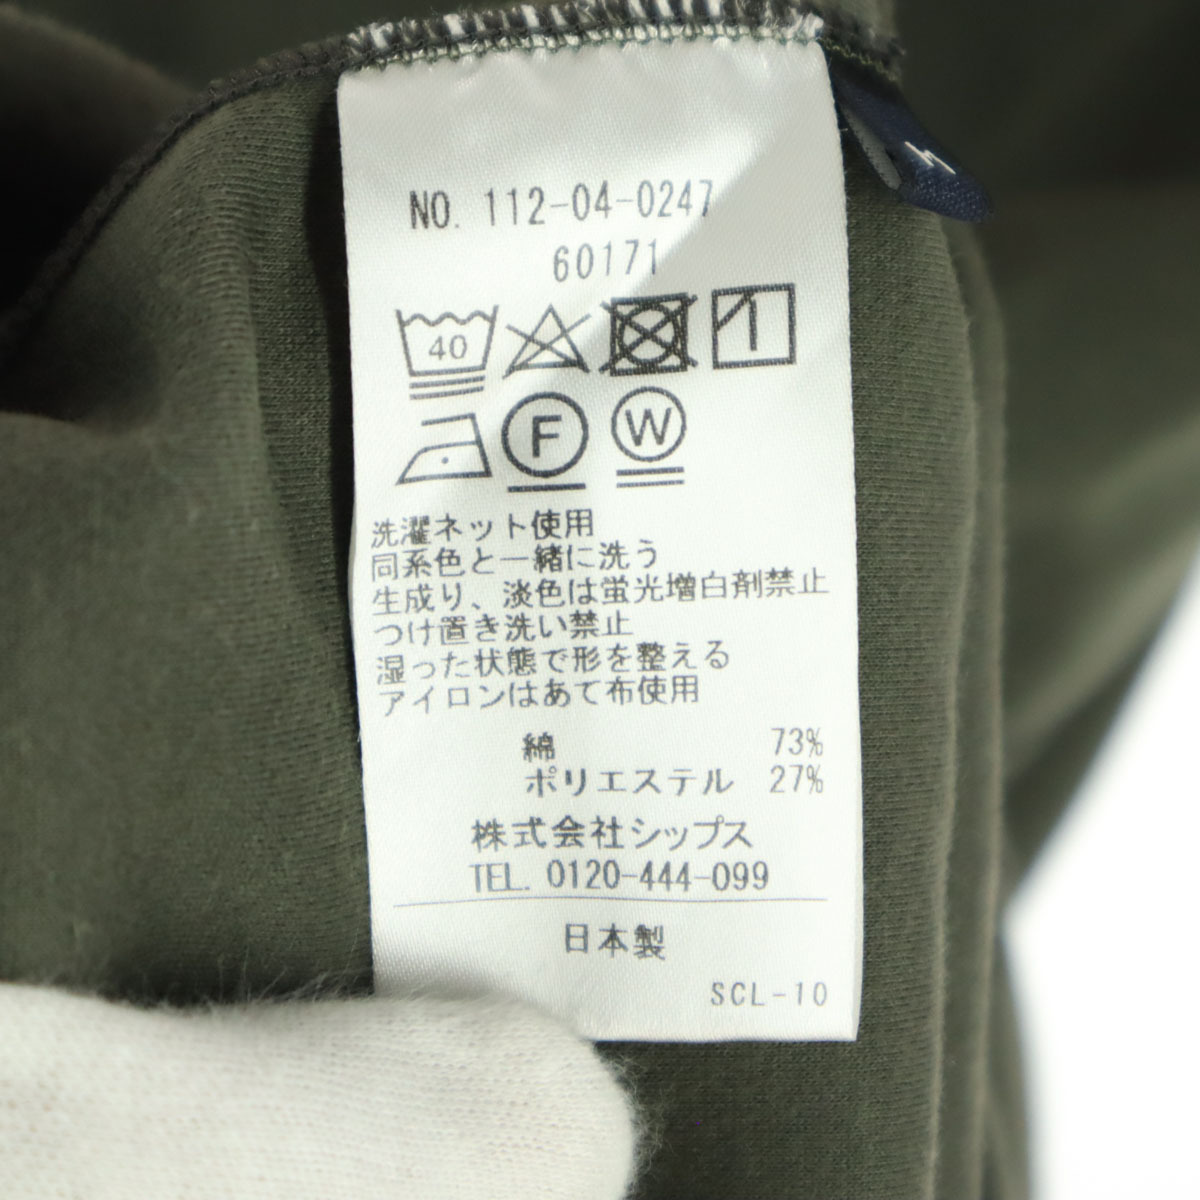 NO. 112-04-0247
60171
40
F
W
洗濯ネット使用
同系色と一緒に洗う
生成り、淡色は蛍光増白剤禁止
つけ置き洗い禁止
湿った状態で形を整える
アイロンはあて布使用
綿 73%
ポリエステル 27%
株式会社シップス
TEL. 0120-444-099
日本製
SCL-10